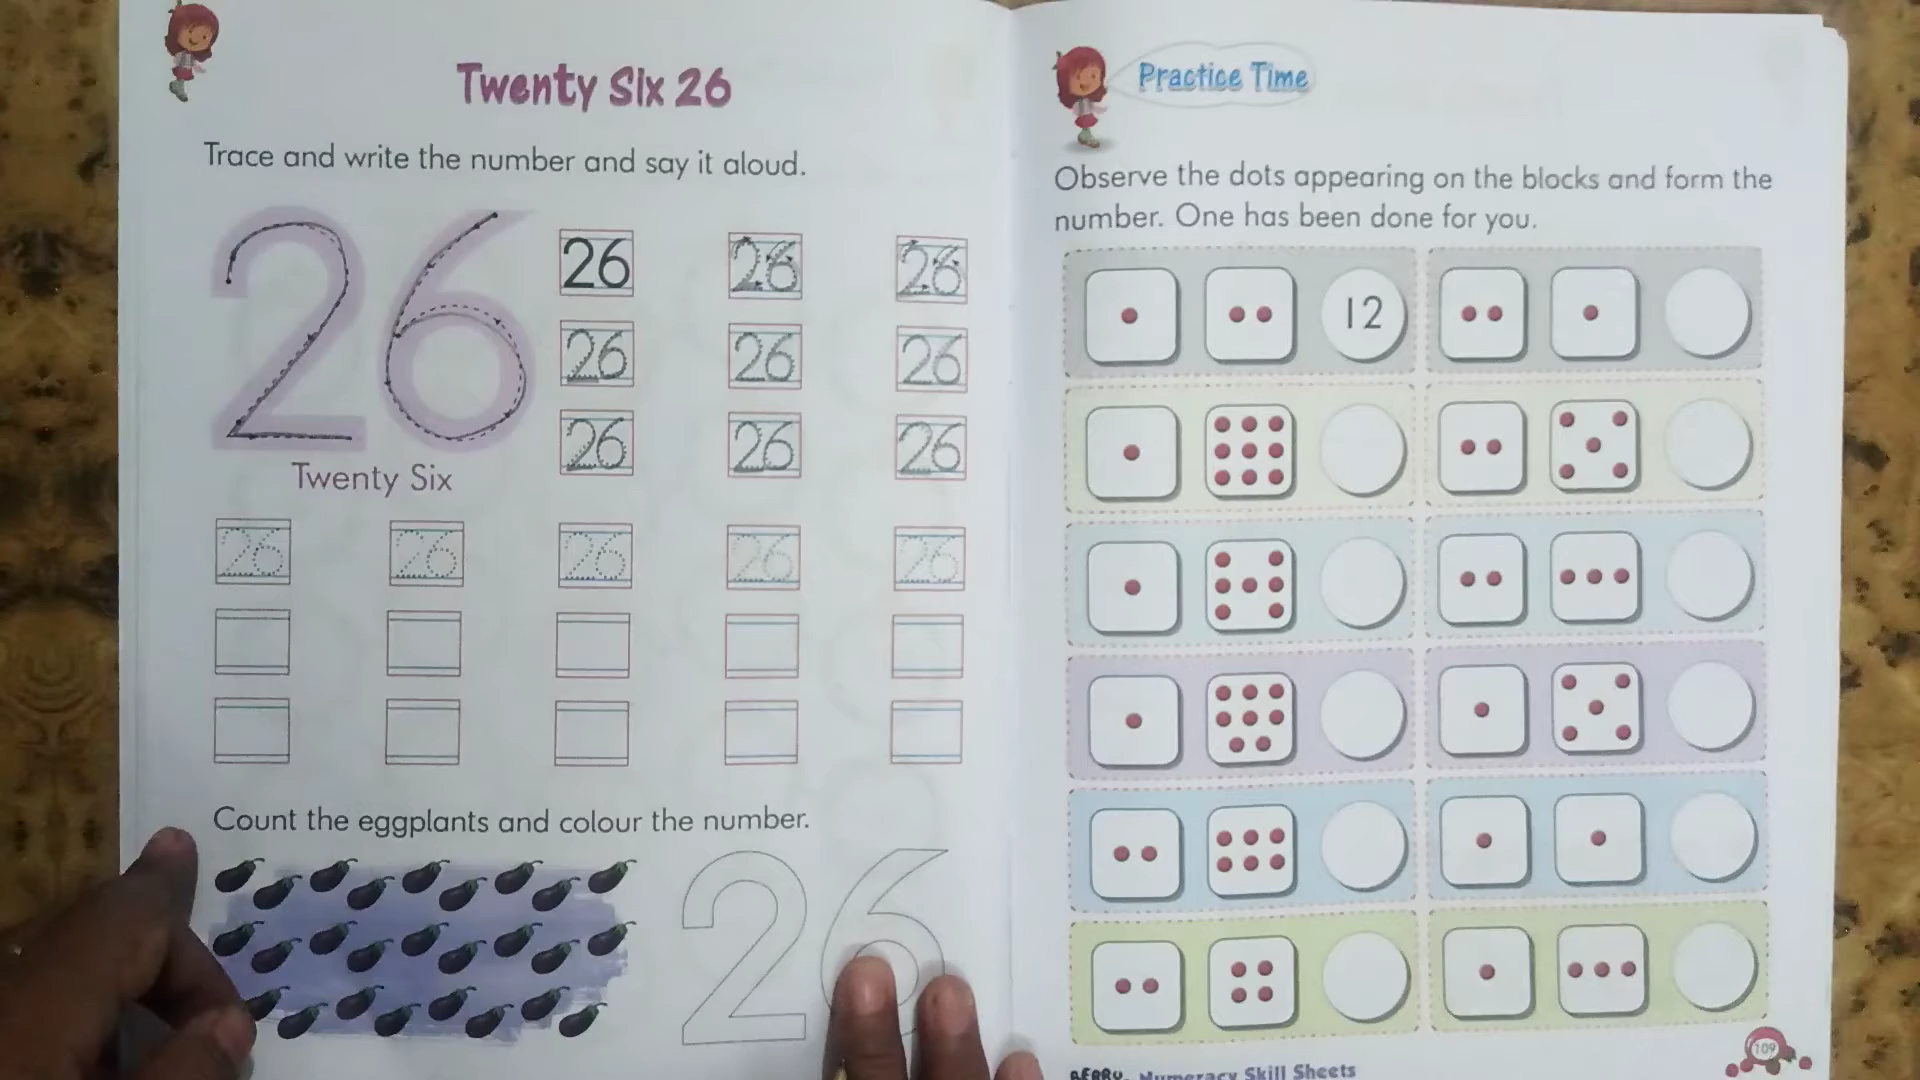 Twenty Six 26
Trace and write the number and say it aloud.
26
26 26 26
26 26 26
26 26 26
Twenty Six
26 26 26 26 26
Count the eggplants and colour the number.
26
Practice Time
Observe the dots appearing on the blocks and form the
number. One has been done for you.
12
BERRY Numeracy Skill Sheets
109